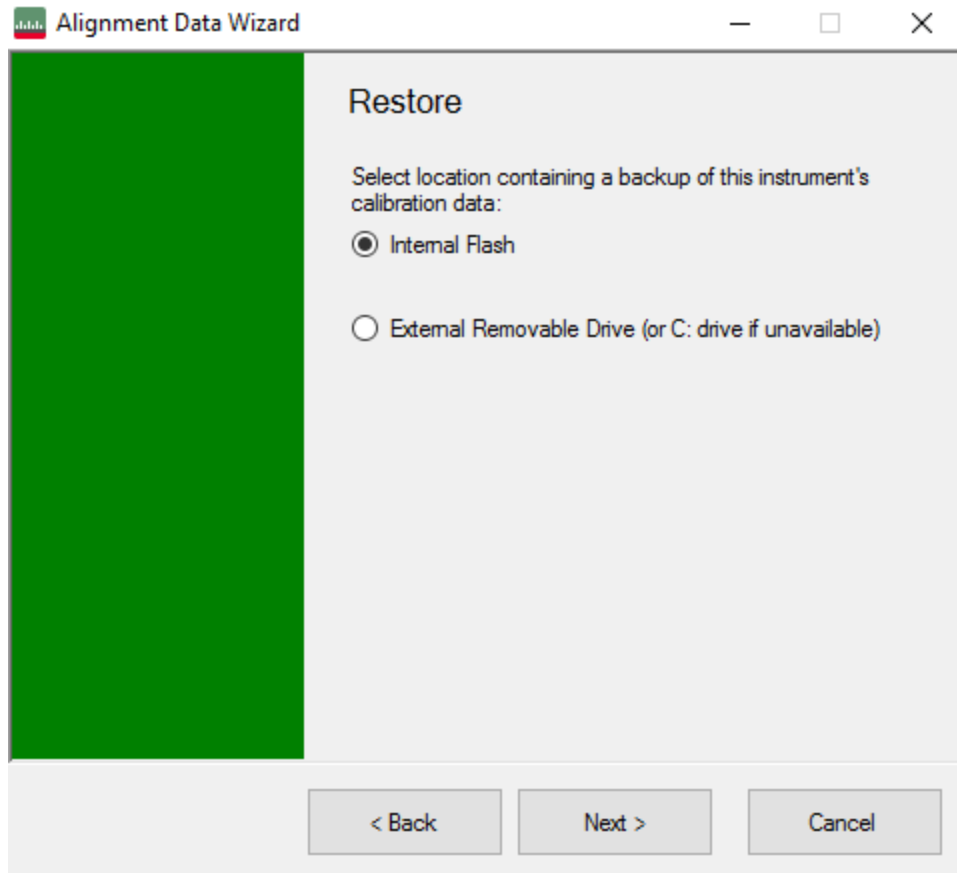 Alignment Data Wizard
Restore
Select location containing a backup of this instrument's
calibration data:
Internal Flash
External Removable Drive (or C: drive if unavailable)
< Back
Next >
Cancel